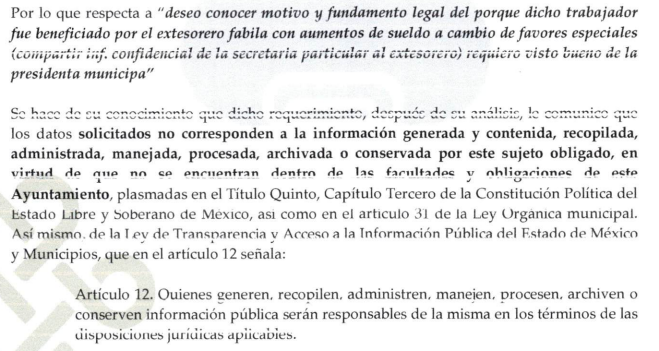 Por lo que respecta a "deseo conocer motivo y fundamento legal del porque dicho trabajador
fue beneficiado por el extesorero fabila con aumentos de sueldo a cambio de favores especiales
(compartir inf. confidencial de la secretaria particular al extesorero) requiero visto bueno de la
presidenta municipa"
Se hace de su conocimiento que dicho requerimiento, después de su análisis, le comunico que
los datos solicitados no corresponden a la información generada y contenida, recopilada,
administrada, manejada, procesada, archivada o conservada por este sujeto obligado, en
virtud de que no se encuentran dentro de las facultades y obligaciones de este
Ayuntamiento, plasmadas en el Título Quinto, Capítulo Tercero de la Constitución Política del
Estado Libre y Soberano de México, así como en el artículo 31 de la Ley Orgánica municipal.
Así mismo, de la Ley de Transparencia y Acceso a la Información Pública del Estado de México
y Municipios, que en el artículo 12 señala:
Artículo 12. Quienes generen, recopilen, administren, manejen, procesen, archiven o
conserven información pública serán responsables de la misma en los términos de las
disposiciones jurídicas aplicables.